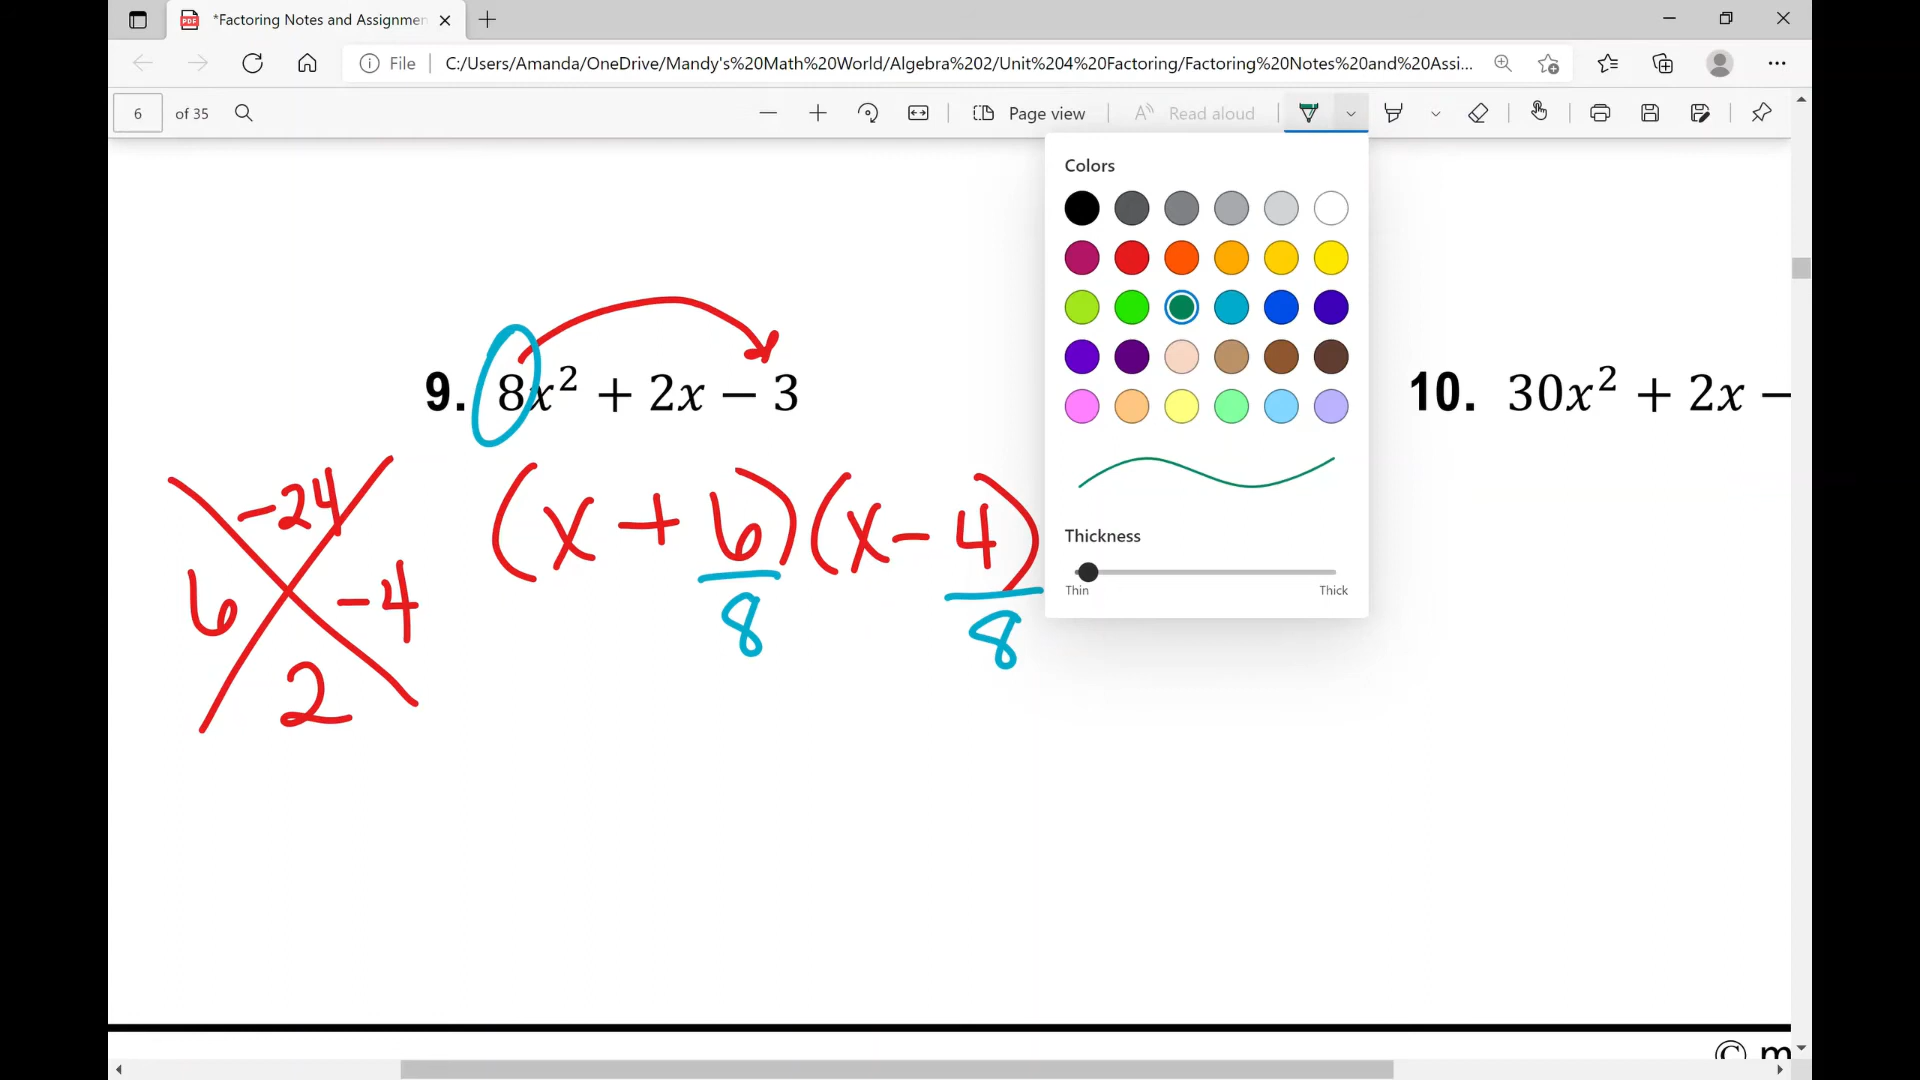 *Factoring Notes and Assignmen
File C:/Users/Amanda/OneDrive/Mandy's%20Math%20World/Algebra%202/Unit%204%20Factoring/Factoring%20Notes%20and%20Assi...
6 of 35 Page view Read aloud
Colors
9. 8x² + 2x − 3
10. 30x² + 2x −
-24
6 -4
2
(x + 6/8)(x - 4/8)
Thickness
Thin Thick
© m